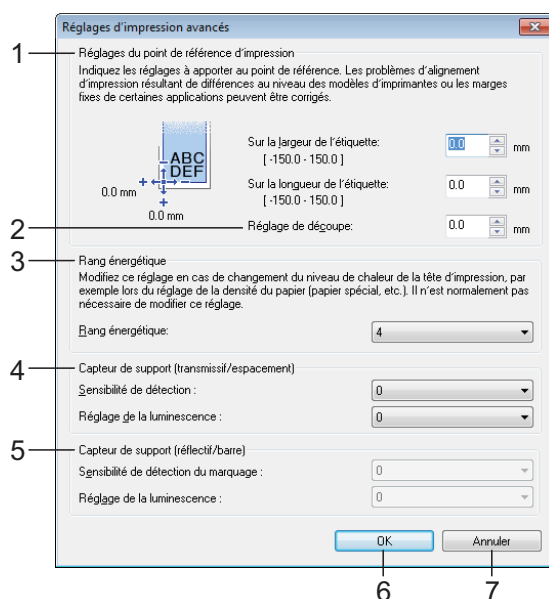 Réglages d'impression avancés
1
Réglages du point de référence d'impression
Indiquez les réglages à apporter au point de référence. Les problèmes d'alignement
d'impression résultant de différences au niveau des modèles d'imprimantes ou les marges
fixes de certaines applications peuvent être corrigés.
ABC
DEF
0.0 mm
0.0 mm
Sur la largeur de l'étiquette:
0.0 mm
[ -150.0 - 150.0 ]
Sur la longueur de l'étiquette:
0.0 mm
[ -150.0 - 150.0 ]
2
Réglage de découpe:
0.0 mm
3
Rang énergétique
Modifiez ce réglage en cas de changement du niveau de chaleur de la tête d'impression, par
exemple lors du réglage de la densité du papier (papier spécial, etc.). Il n'est normalement pas
nécessaire de modifier ce réglage.
Rang énergétique:
4
4
Capteur de support (transmissif/espacement)
Sensibilité de détection :
0
Réglage de la luminescence :
0
5
Capteur de support (réflectif/barre)
Sensibilité de détection du marquage :
0
Réglage de la luminescence :
0
OK
Annuler
6
7